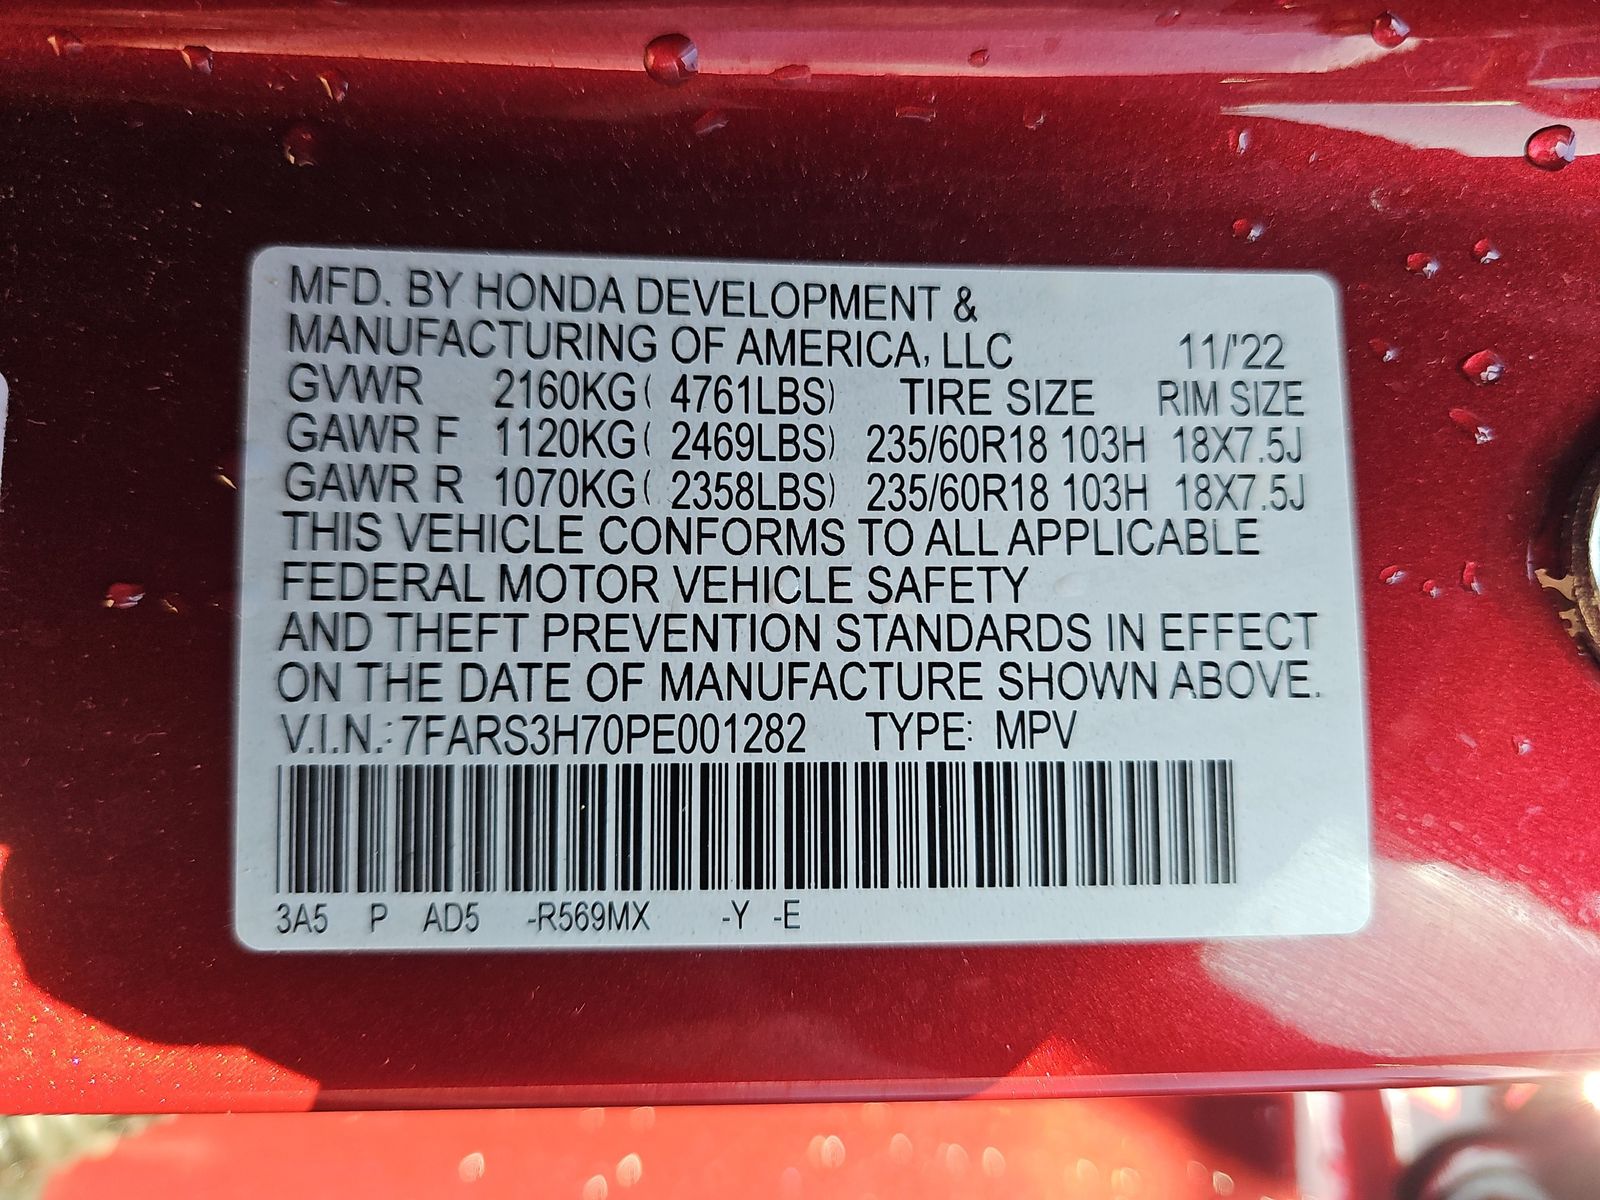 MFD. BY HONDA DEVELOPMENT &
MANUFACTURING OF AMERICA, LLC 11/'22
GVWR 2160KG( 4761LBS) TIRE SIZE RIM SIZE
GAWR F 1120KG( 2469LBS) 235/60R18 103H 18X7.5J
GAWR R 1070KG( 2358LBS) 235/60R18 103H 18X7.5J
THIS VEHICLE CONFORMS TO ALL APPLICABLE
FEDERAL MOTOR VEHICLE SAFETY
AND THEFT PREVENTION STANDARDS IN EFFECT
ON THE DATE OF MANUFACTURE SHOWN ABOVE.
V.I.N.: 7FARS3H70PE001282 TYPE: MPV
3A5 P AD5 -R569MX -Y -E